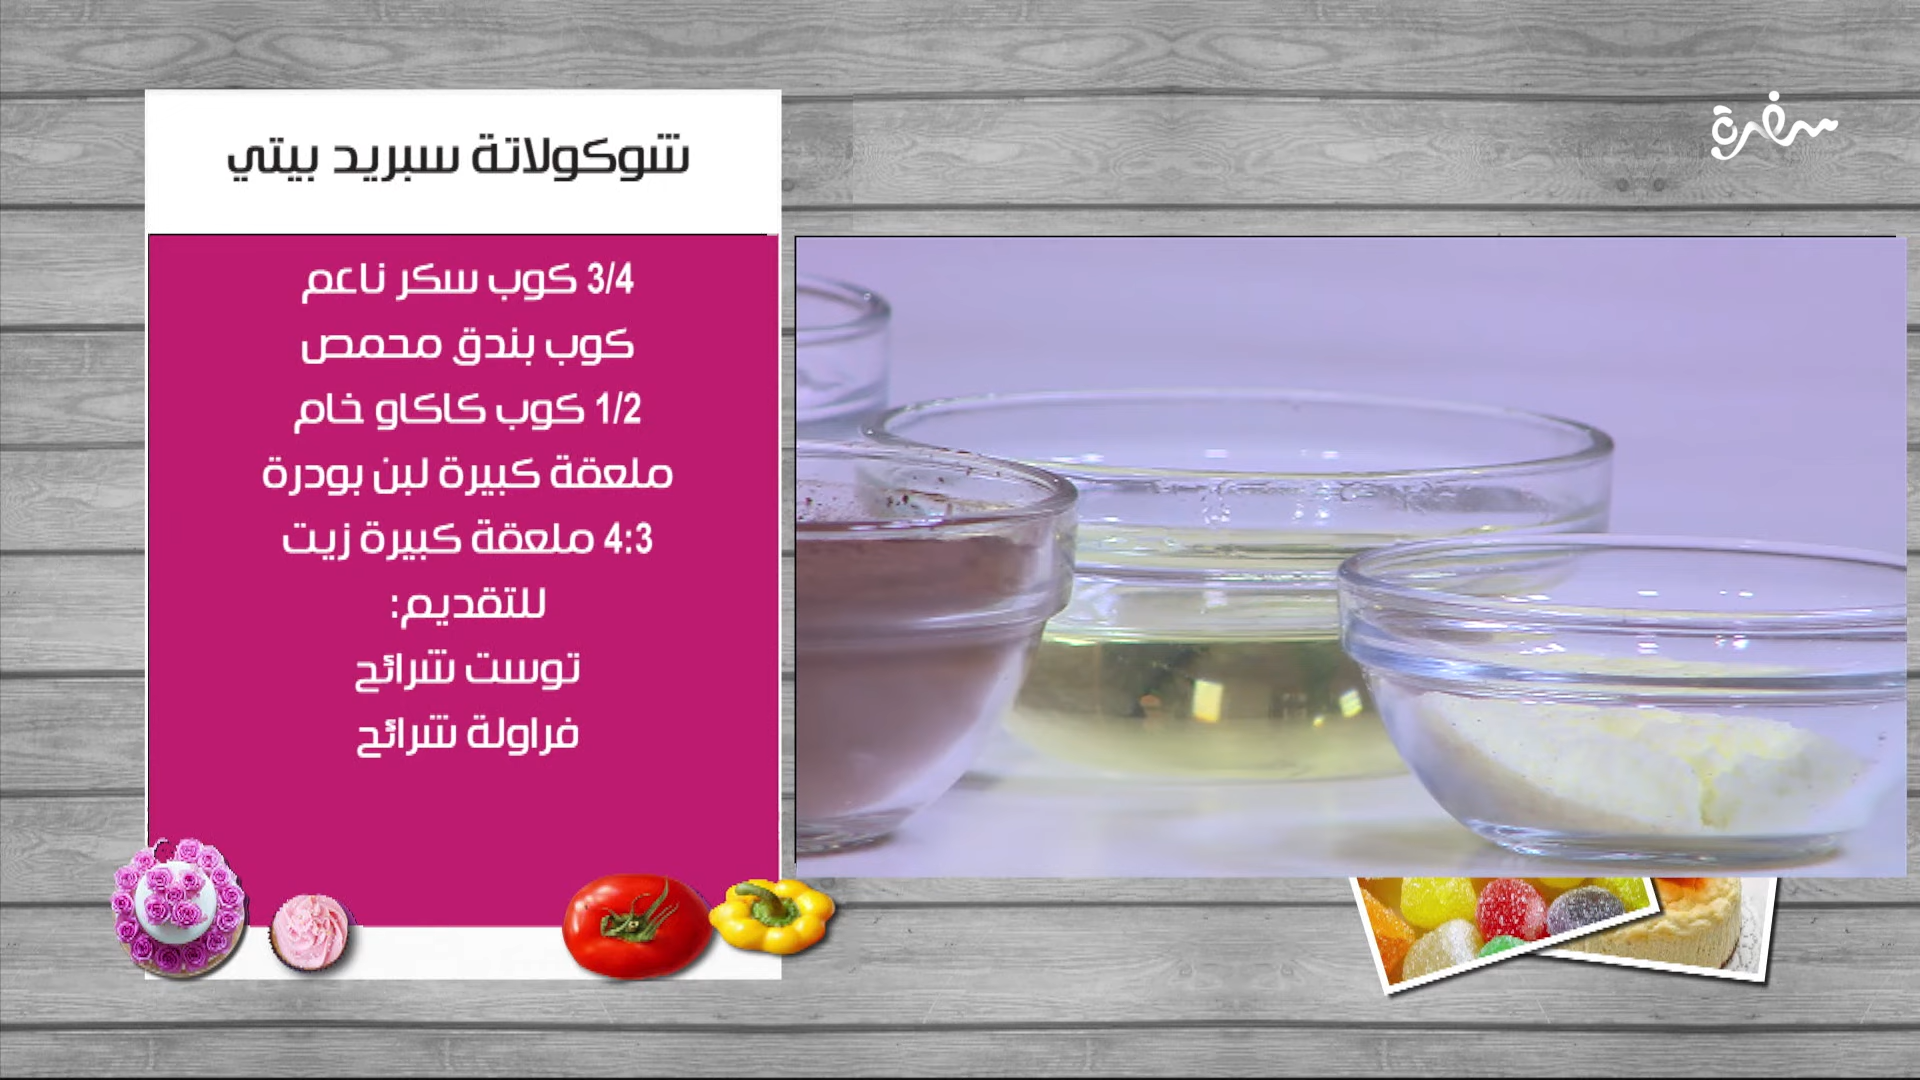 سفرة
شوكولاتة سبريد بيتي
3/4 كوب سكر ناعم
كوب بندق محمص
1/2 كوب كاكاو خام
ملعقة كبيرة لبن بودرة
4:3 ملعقة كبيرة زيت
للتقديم:
توست شرائح
فراولة شرائح